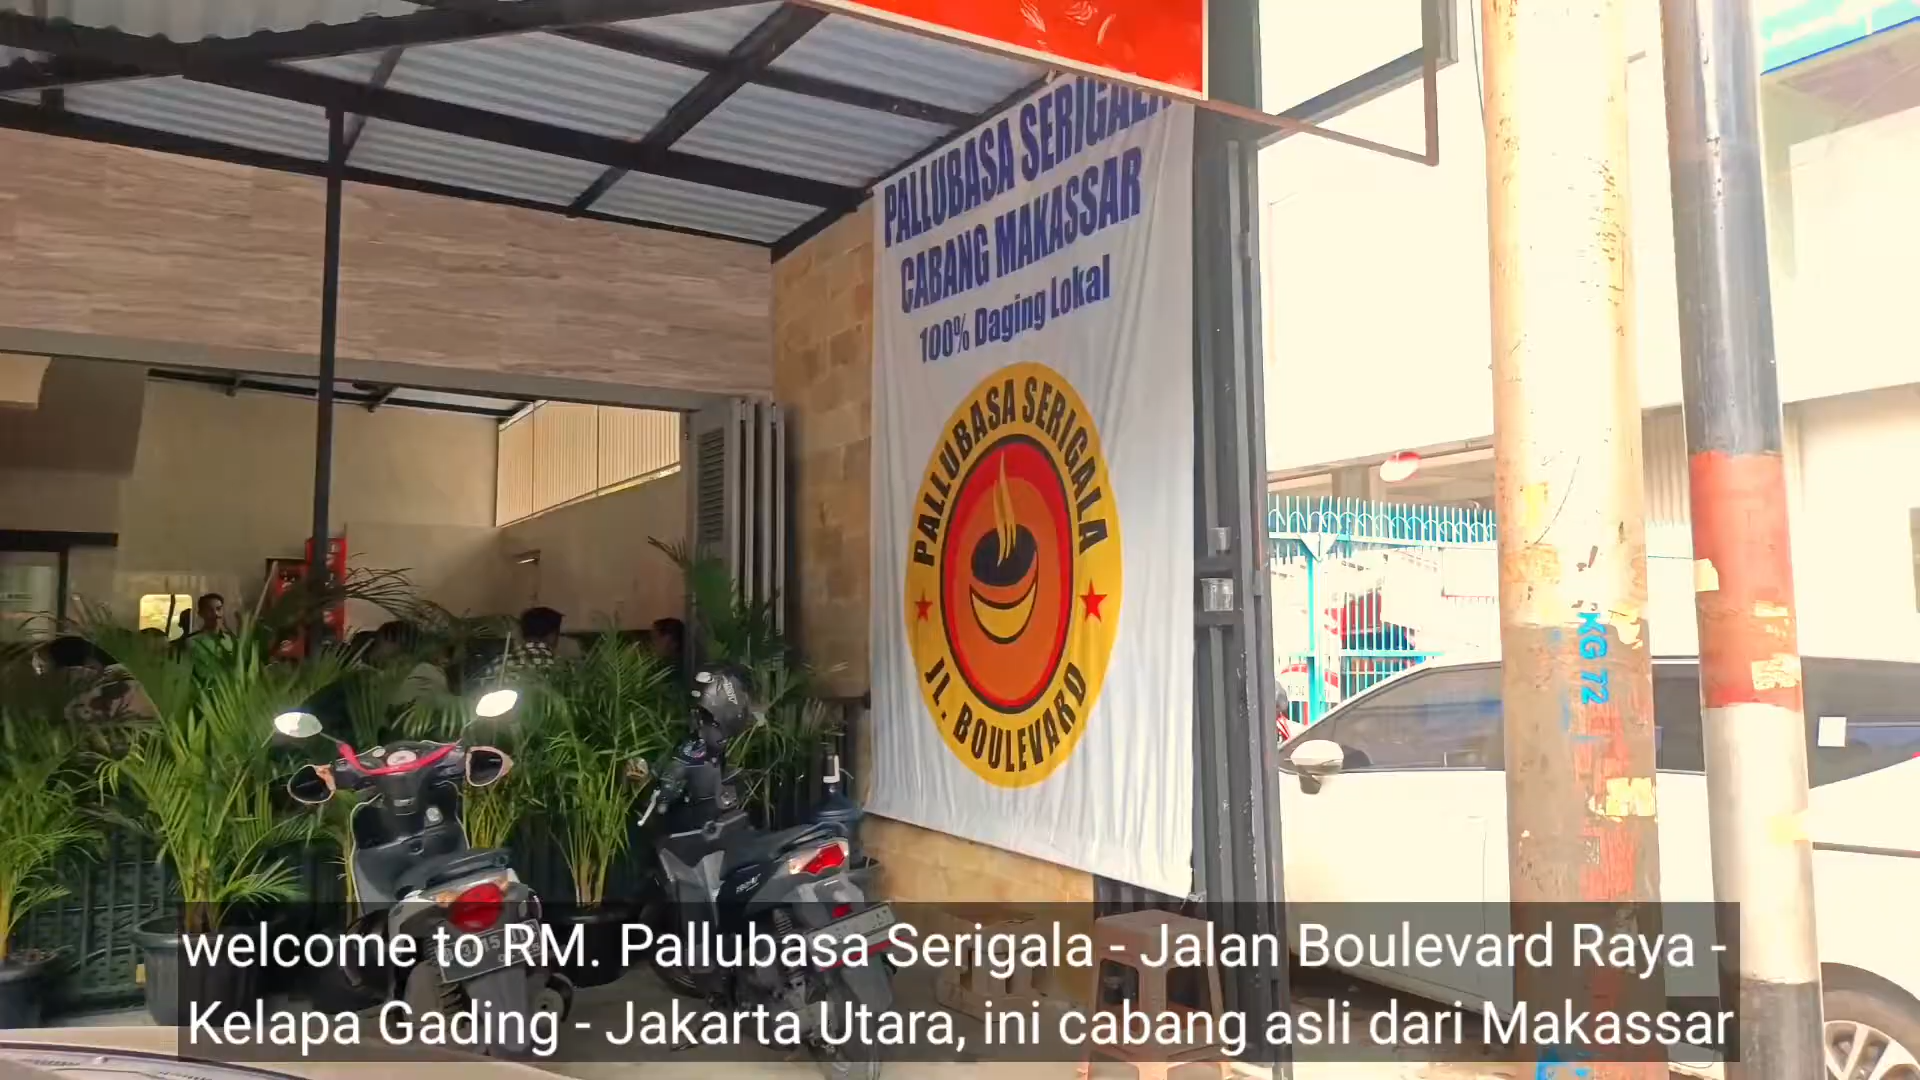 PALLUBASA SERIGALA
CABANG MAKASSAR
100% Daging Lokal
PALLUBASA SERIGALA
JL. BOULEVARD
KG 72
welcome to RM. Pallubasa Serigala - Jalan Boulevard Raya -
Kelapa Gading - Jakarta Utara, ini cabang asli dari Makassar